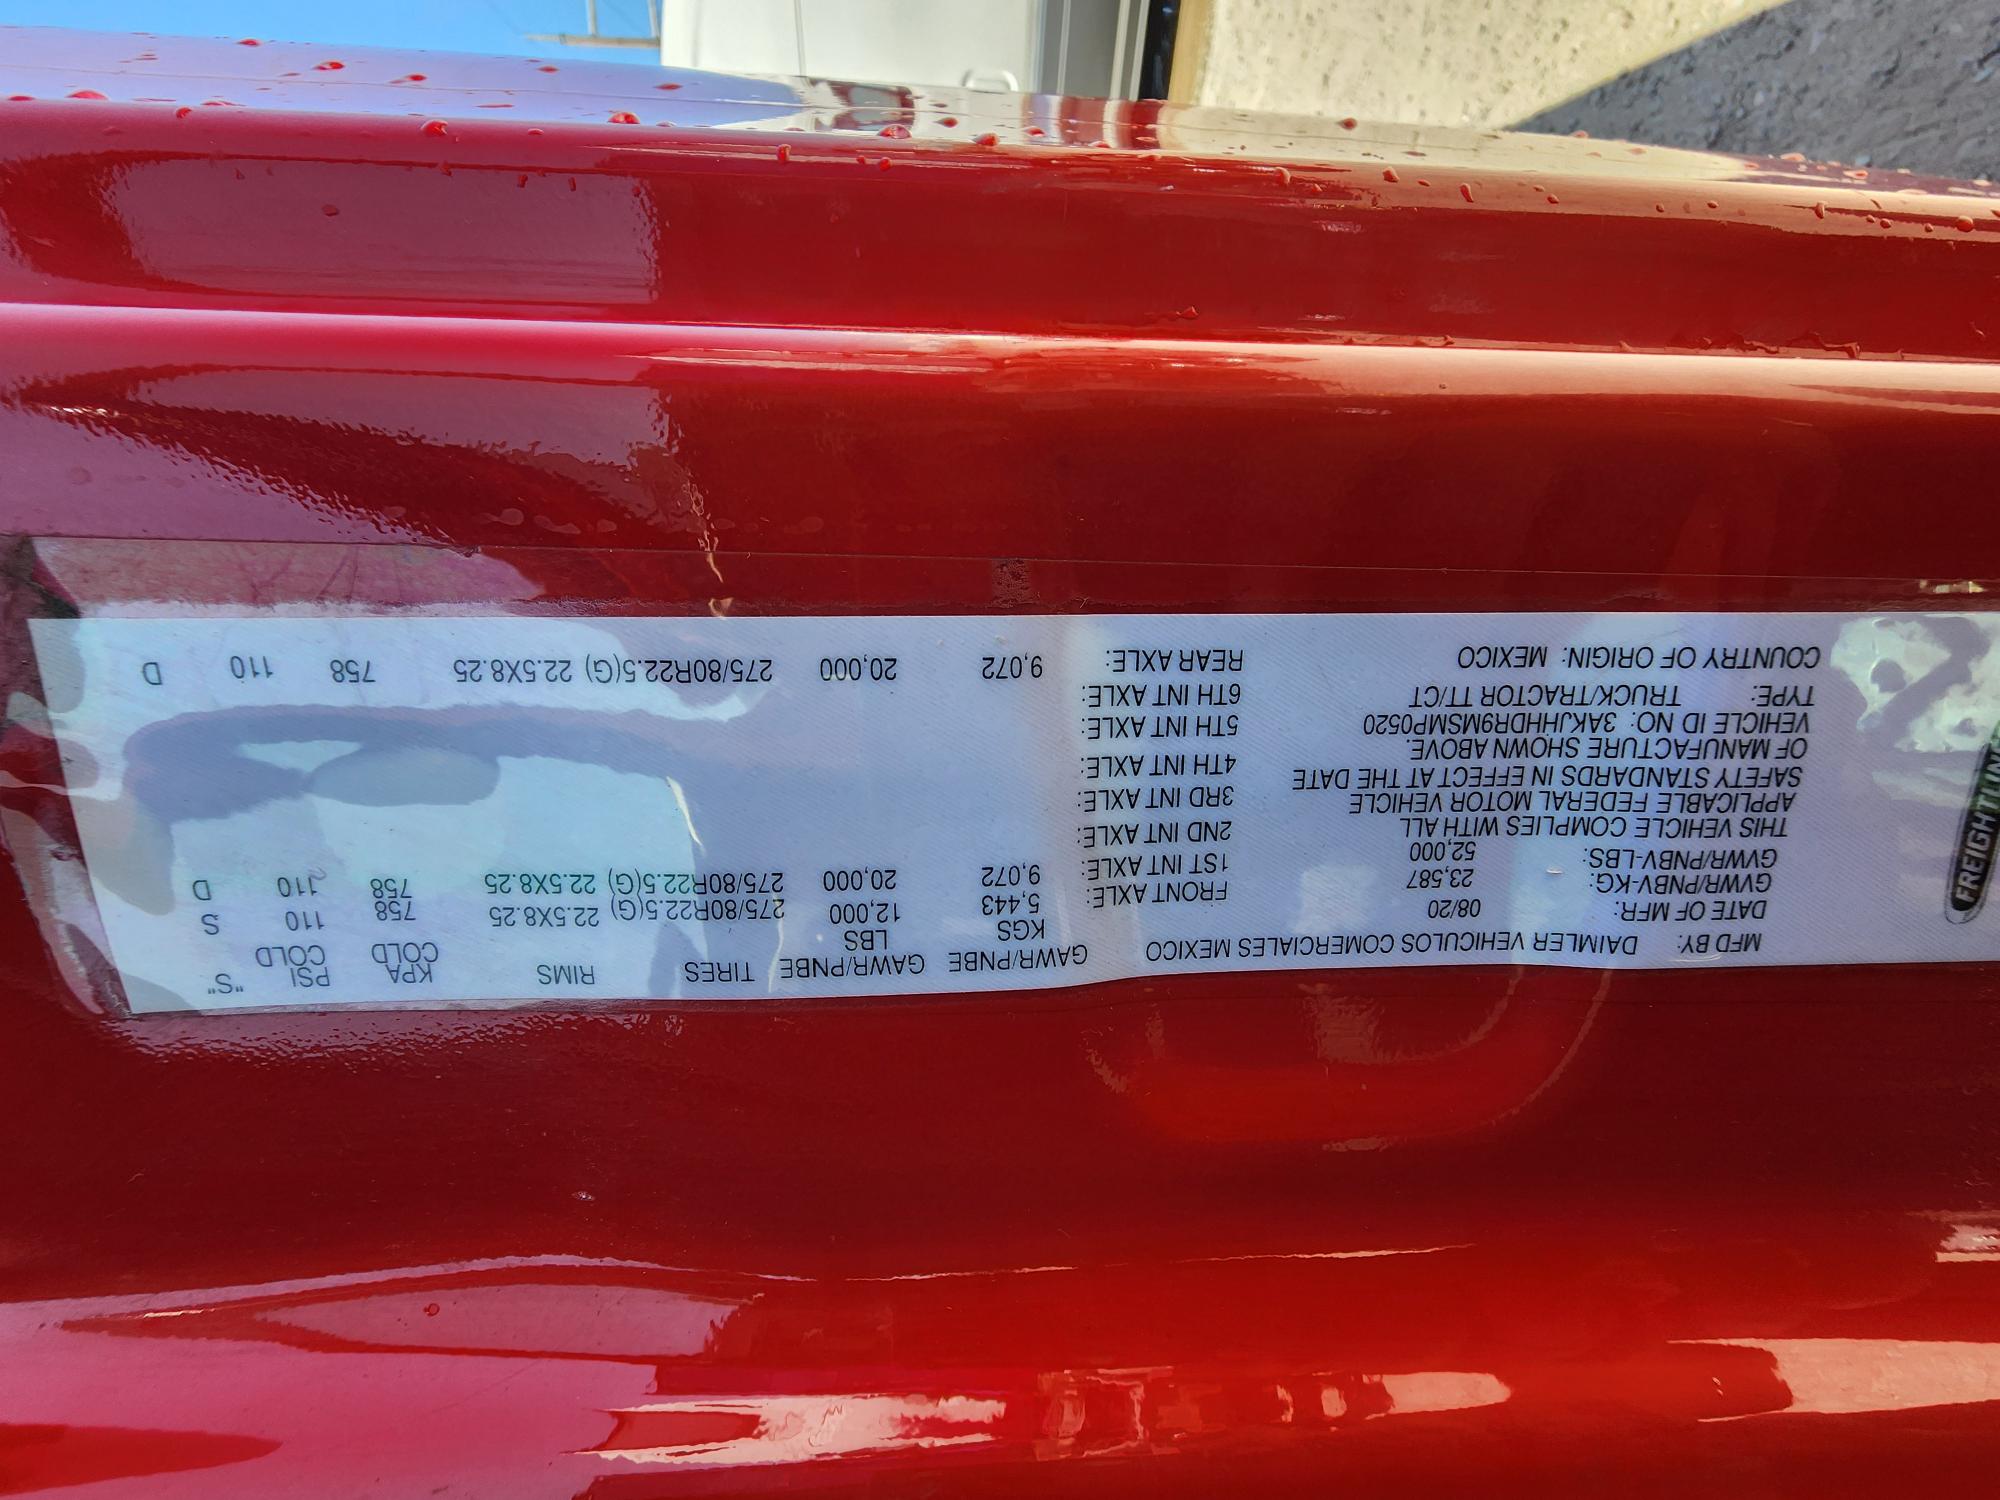 FREIGHTLIN
MFD BY: DAIMLER VEHICULOS COMERCIALES MEXICO
DATE OF MFR: 08/20
GVWR/PNBV-KG: 23,587
GVWR/PNBV-LBS: 52,000
THIS VEHICLE COMPLIES WITH ALL
APPLICABLE FEDERAL MOTOR VEHICLE
SAFETY STANDARDS IN EFFECT AT THE DATE
OF MANUFACTURE SHOWN ABOVE.
VEHICLE ID NO: 3AKJHHDR9MSMP0520
TYPE: TRUCK/TRACTOR TT/CT
COUNTRY OF ORIGIN: MEXICO
GAWR/PNBE GAWR/PNBE TIRES RIMS KPA PSI "S"
KGS LBS COLD COLD
FRONT AXLE: 5,443 12,000 275/80R22.5(G) 22.5X8.25 758 110 S
1ST INT AXLE: 9,072 20,000 275/80R22.5(G) 22.5X8.25 758 110 D
2ND INT AXLE:
3RD INT AXLE:
4TH INT AXLE:
5TH INT AXLE:
6TH INT AXLE:
REAR AXLE: 9,072 20,000 275/80R22.5(G) 22.5X8.25 758 110 D